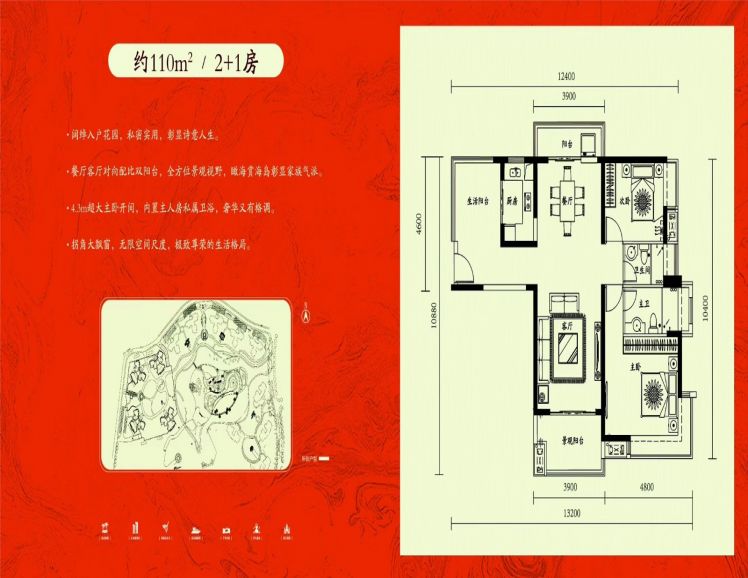 约110m² / 2+1房
·阔绰入户花园，私密实用，彰显诗意人生。
·餐厅客厅对向配比双阳台，全方位景观视野，瞰海赏海岛彰显家族气派。
·4.3m超大主卧开间，内置主人房私属卫浴，奢华又有格调。
·拐角大飘窗，无限空间尺度，极致尊荣的生活格局。
12400
3900
阳台
生活阳台
厨房
餐厅
次卧
卫生间
主卫
客厅
主卧
景观阳台
4600
10880
10400
3900
4800
13200